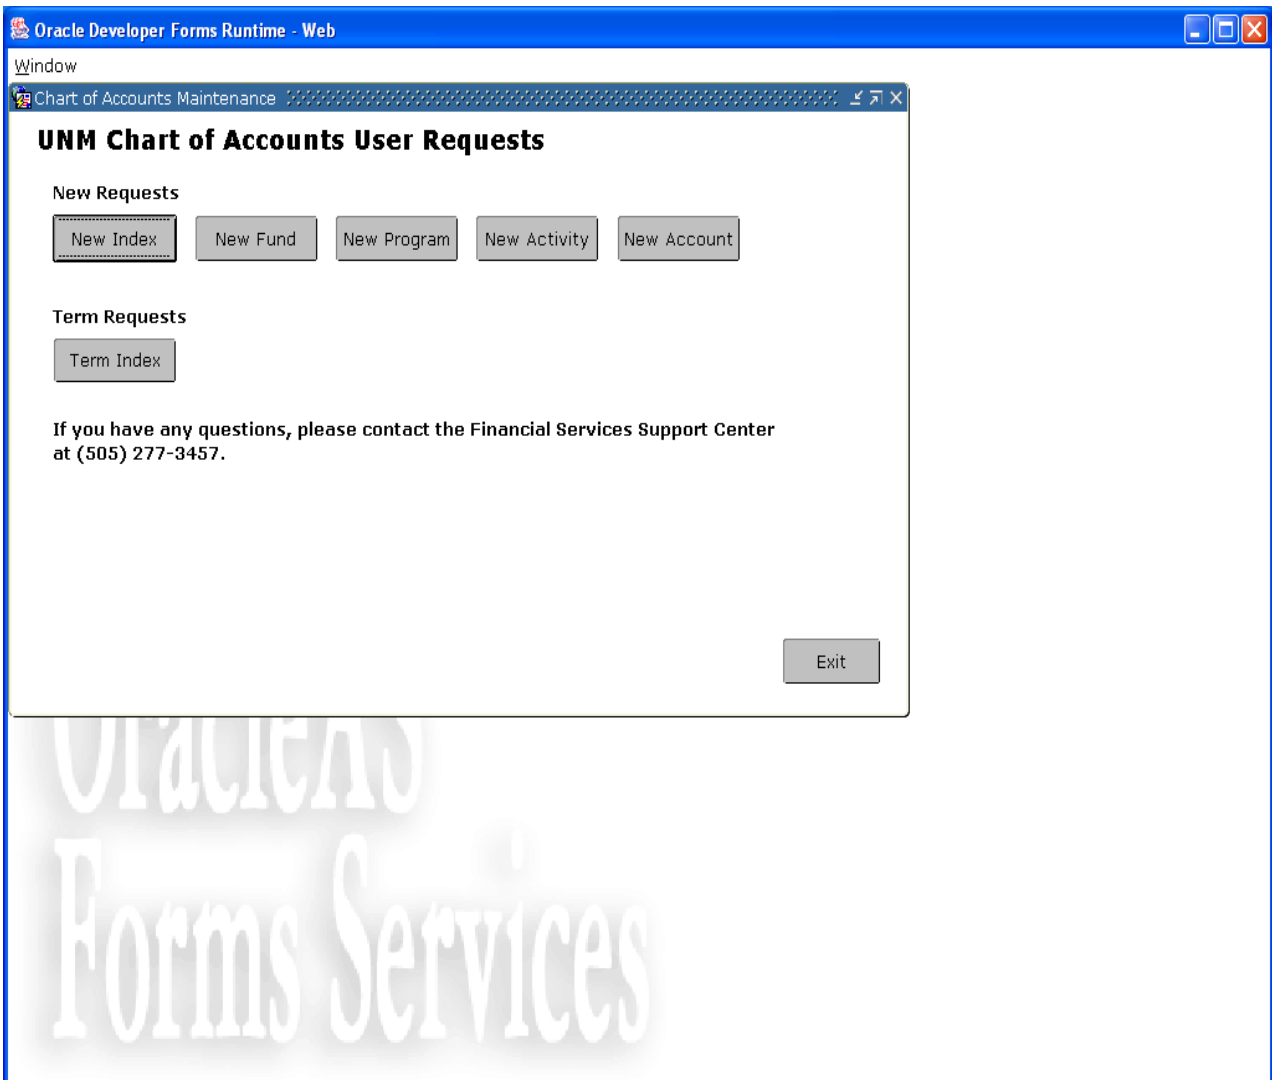 Oracle Developer Forms Runtime - Web
Window
Chart of Accounts Maintenance
UNM Chart of Accounts User Requests
New Requests
New Index New Fund New Program New Activity New Account
Term Requests
Term Index
If you have any questions, please contact the Financial Services Support Center
at (505) 277-3457.
Exit
OracleAS
Forms Services